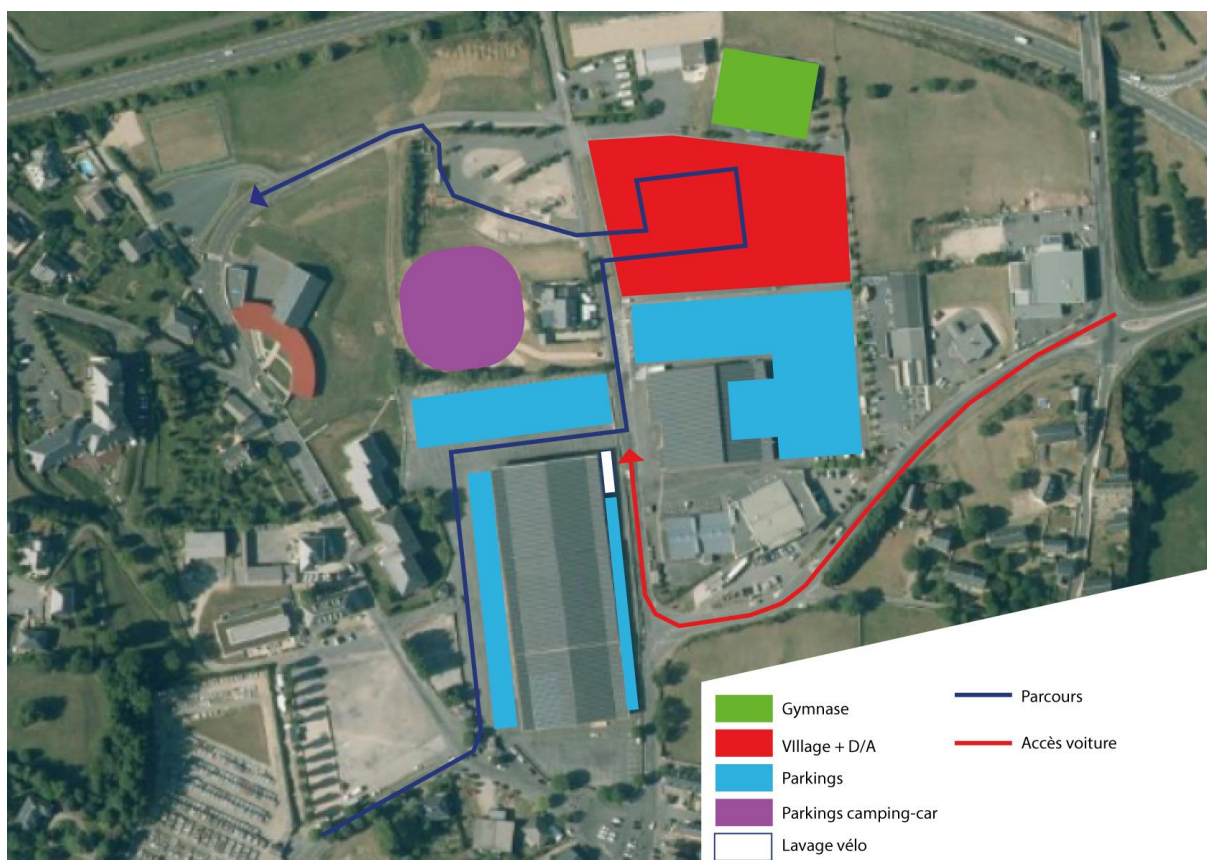 Gymnase
VIllage + D/A
Parkings
Parkings camping-car
Lavage vélo
Parcours
Accès voiture